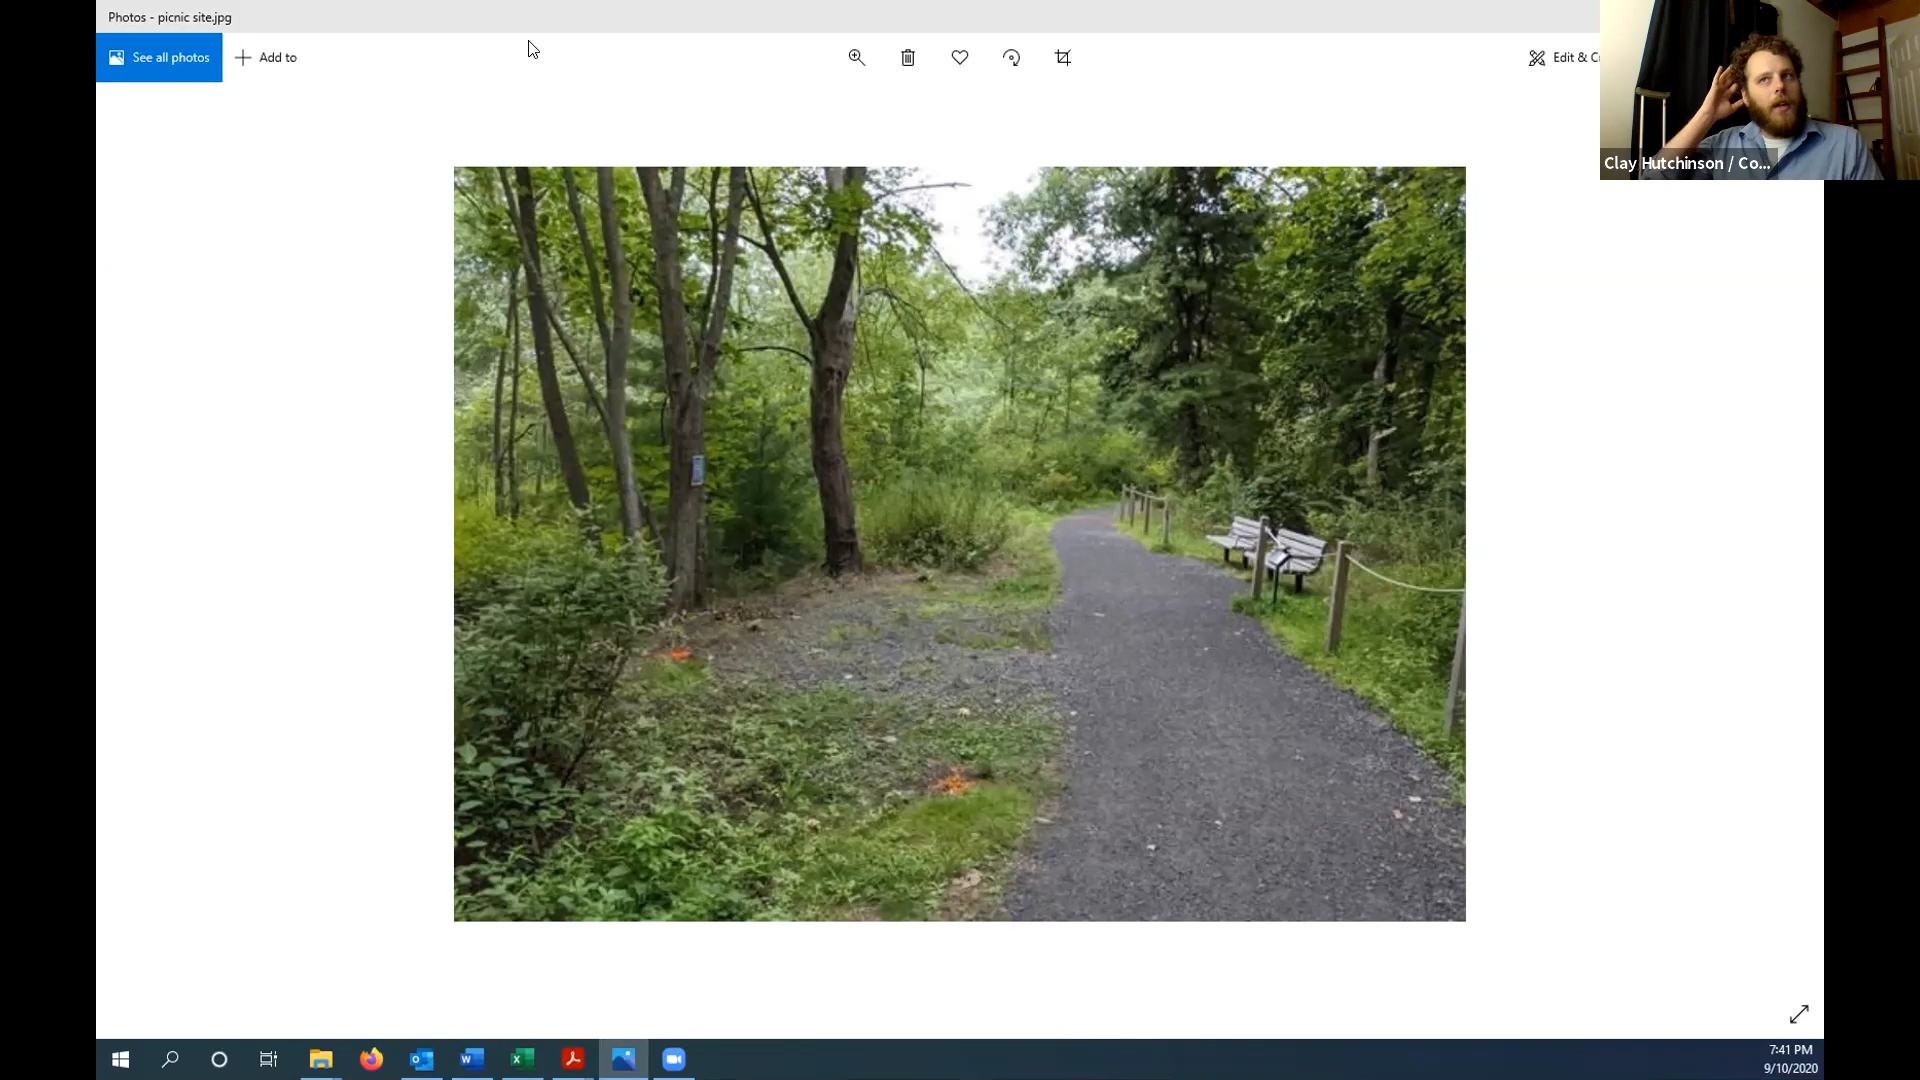 Photos - picnic site.jpg
See all photos
Add to
Edit & C
Clay Hutchinson / Co...
7:41 PM
9/10/2020